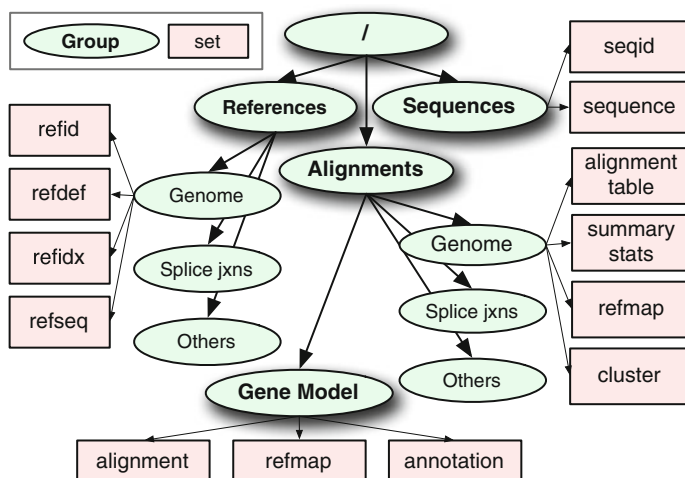 Group
set
/
References
Sequences
seqid
sequence
refid
refdef
refidx
refseq
Genome
Splice jxns
Others
Alignments
Genome
Splice jxns
Others
alignment
table
summary
stats
refmap
cluster
Gene Model
alignment
refmap
annotation